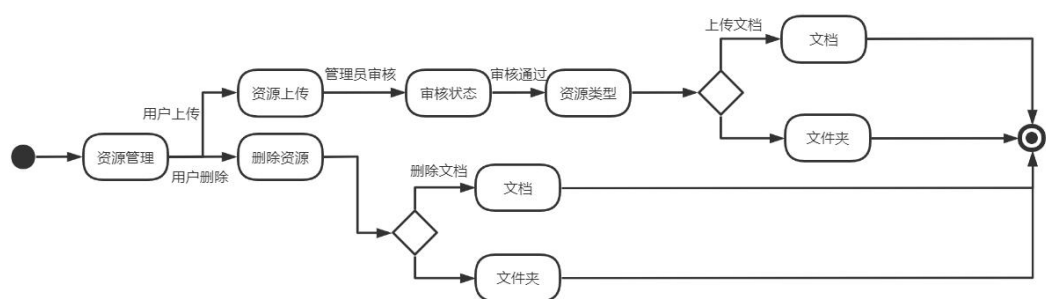 上传文档
文档
管理员审核
审核通过
资源上传
审核状态
资源类型
用户上传
文件夹
资源管理
删除资源
用户删除
删除文档
文档
文件夹